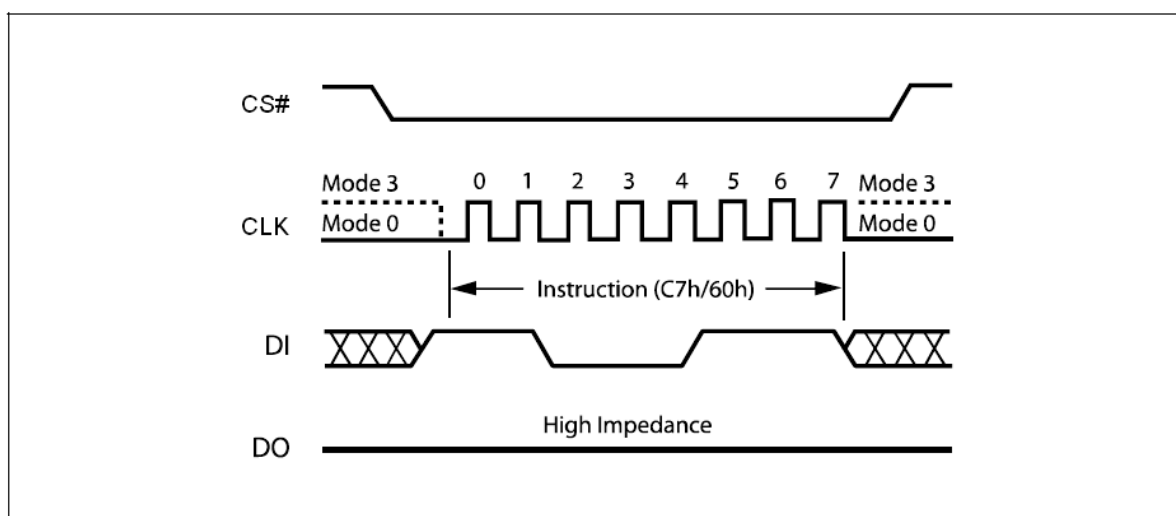 CS#
Mode 3 0 1 2 3 4 5 6 7 Mode 3
CLK Mode 0 Mode 0
Instruction (C7h/60h)
DI
High Impedance
DO